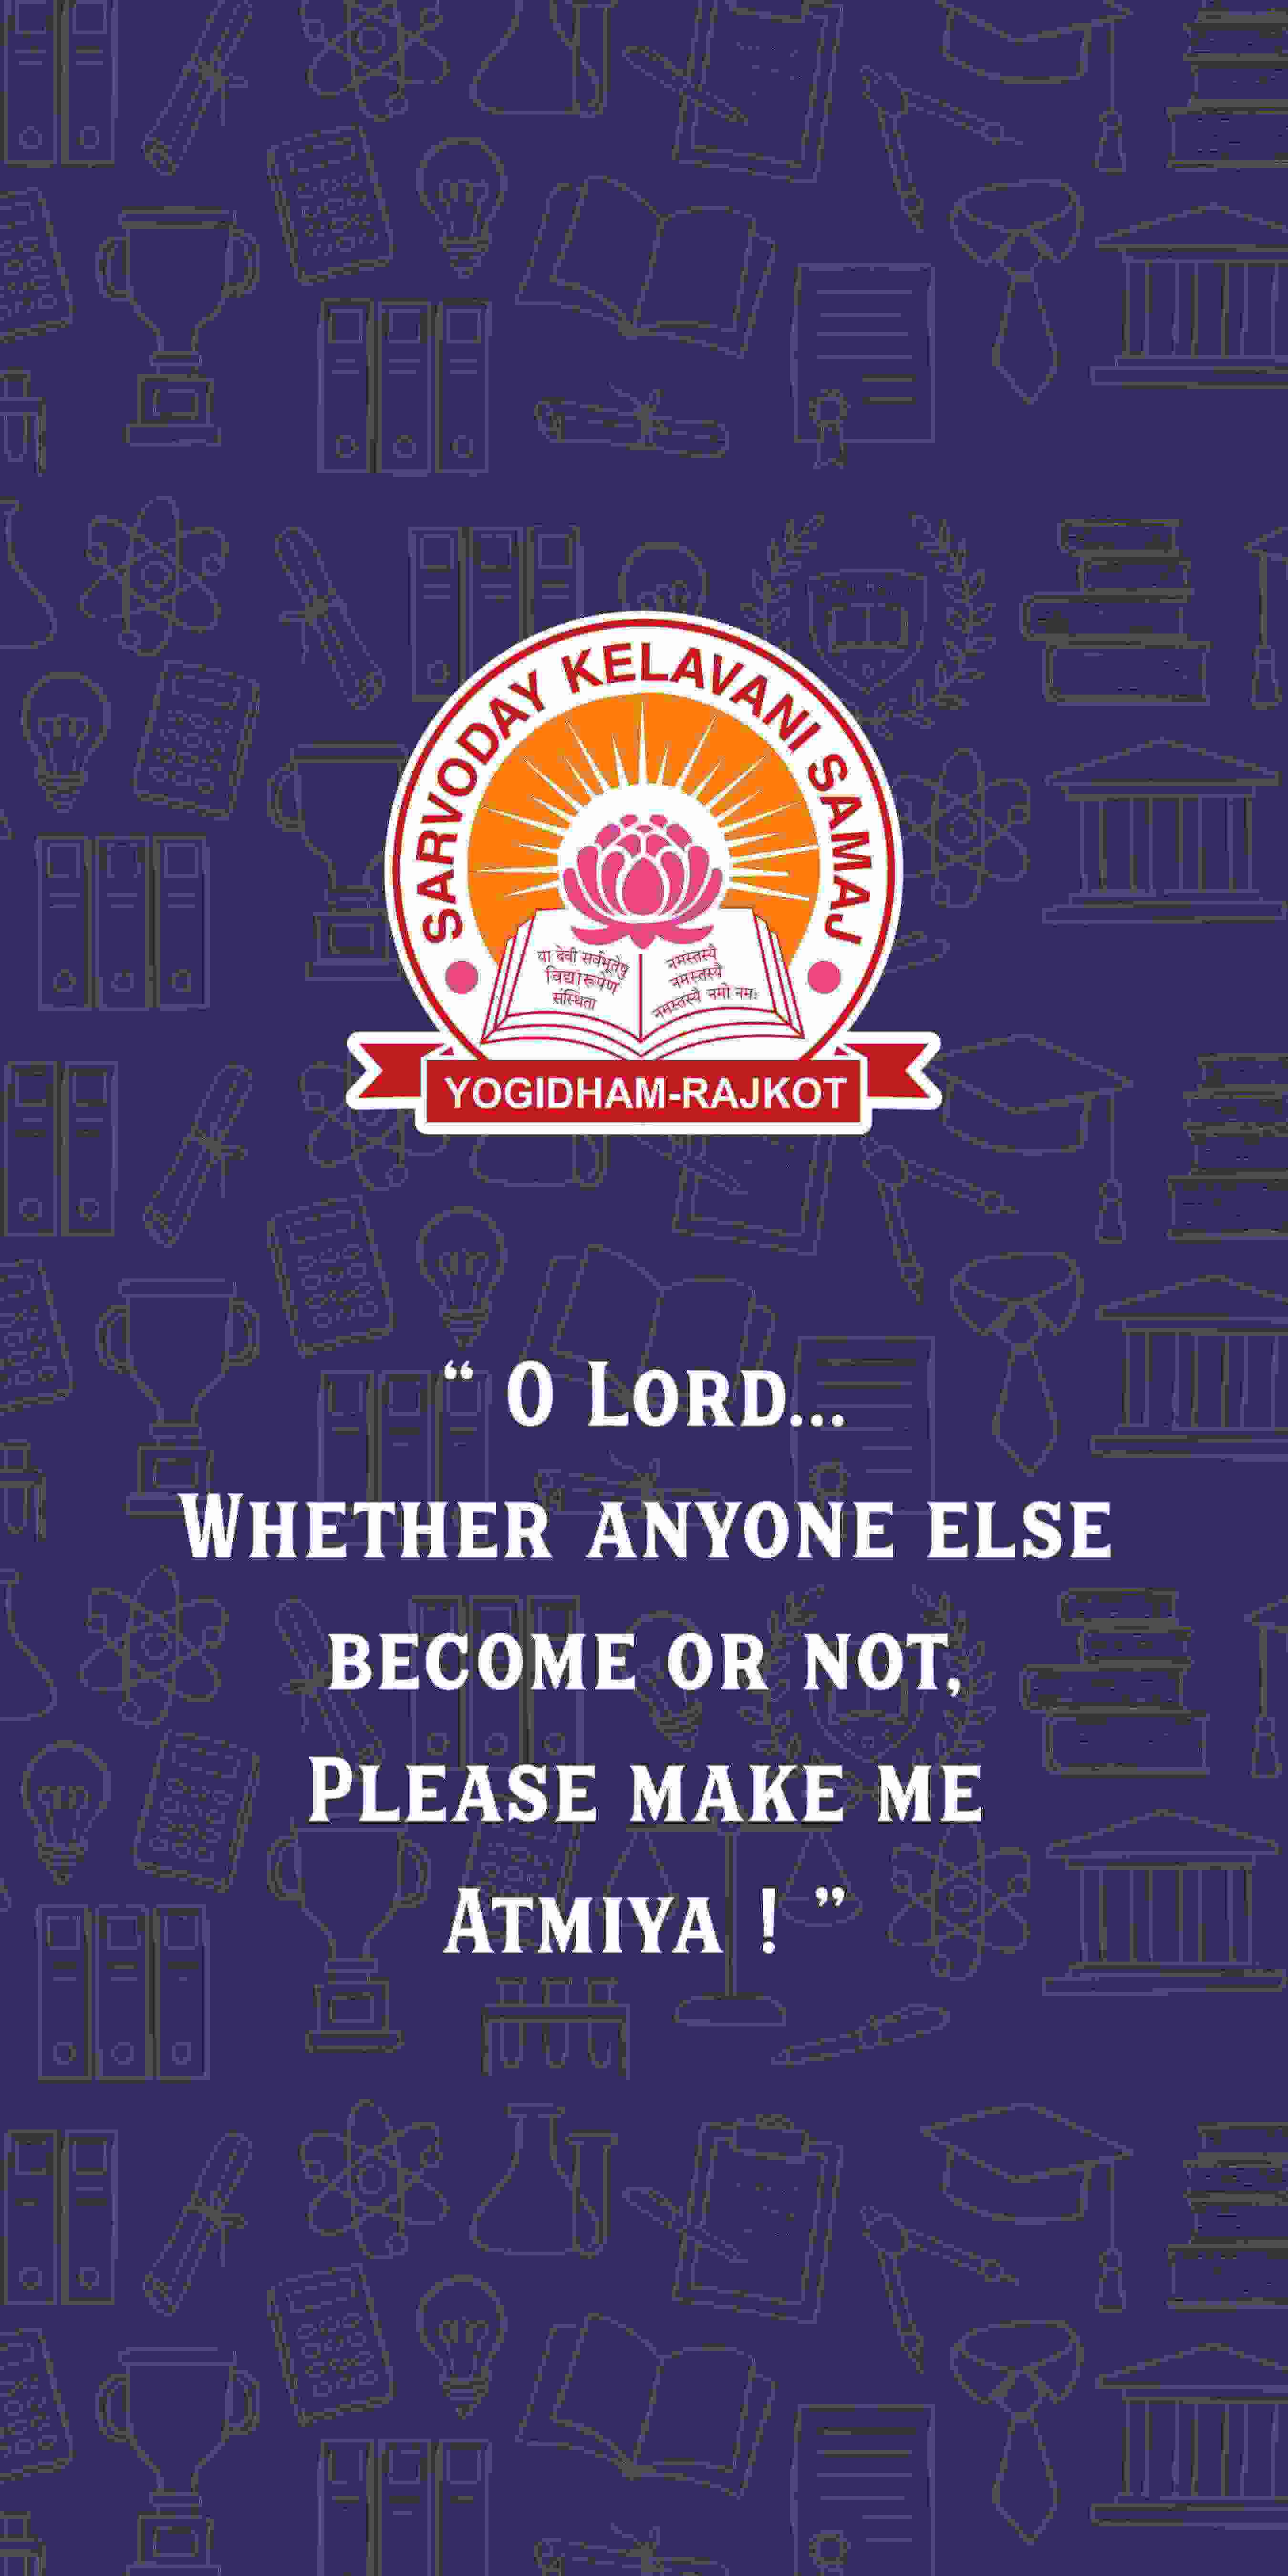 SARVODAY KELAVANI SAMAJ
या देवी सर्वभूतेषु
विद्यारूपेण
संस्थिता
नमस्तस्यै
नमस्तस्यै
नमस्तस्यै नमो नमः
YOGIDHAM-RAJKOT
“ O LORD...
WHETHER ANYONE ELSE
BECOME OR NOT,
PLEASE MAKE ME
ATMIYA ! ”